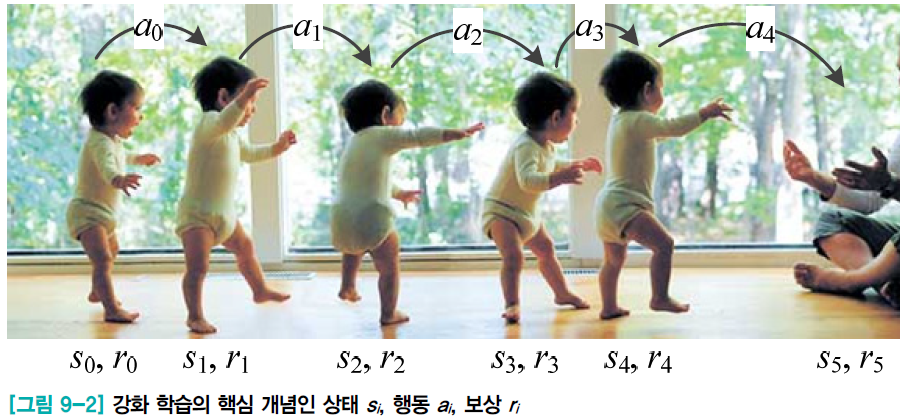 a₀ a₁ a₂ a₃ a₄
s₀, r₀ s₁, r₁ s₂, r₂ s₃, r₃ s₄, r₄ s₅, r₅
[그림 9-2] 강화 학습의 핵심 개념인 상태 sᵢ, 행동 aᵢ, 보상 rᵢ